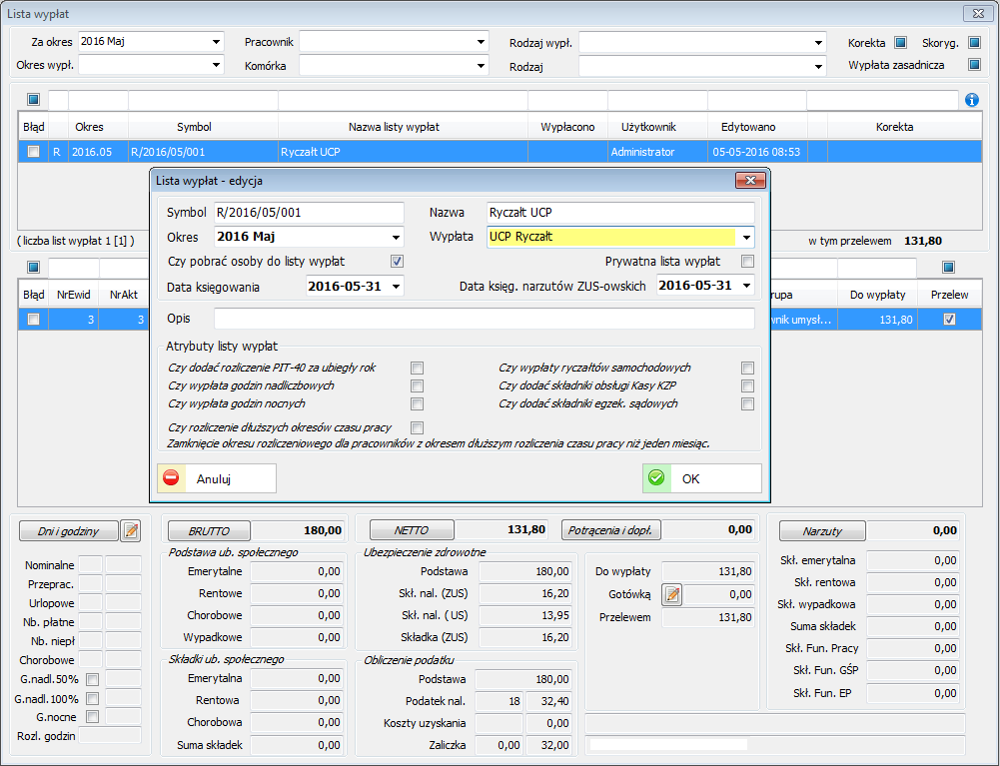 Lista wypłat
Za okres 2016 Maj Pracownik Rodzaj wypł. Korekta Skoryg.
Okres wypł. Komórka Rodzaj Wypłata zasadnicza
Błąd Okres Symbol Nazwa listy wypłat Wypłacono Użytkownik Edytowano Korekta
R 2016.05 R/2016/05/001 Ryczałt UCP Administrator 05-05-2016 08:53
Lista wypłat - edycja
Symbol R/2016/05/001 Nazwa Ryczałt UCP
Okres 2016 Maj Wypłata UCP Ryczałt
( liczba list wypłat 1 [1] ) w tym przelewem 131,80
Czy pobrać osoby do listy wypłat Prywatna lista wypłat
Data księgowania 2016-05-31 Data księg. narzutów ZUS-owskich 2016-05-31
Błąd NrEwid NrAkt rupa Do wypłaty Przelew
3 3 wnik umysł... 131,80
Opis
Atrybuty listy wypłat
Czy dodać rozliczenie PIT-40 za ubiegły rok Czy wypłaty ryczałtów samochodowych
Czy wypłata godzin nadliczbowych Czy dodać składniki obsługi Kasy KZP
Czy wypłata godzin nocnych Czy dodać składniki egzek. sądowych
Czy rozliczenie dłuższych okresów czasu pracy
Zamknięcie okresu rozliczeniowego dla pracowników z okresem dłuższym rozliczenia czasu pracy niż jeden miesiąc.
Anuluj OK
Dni i godziny BRUTTO 180,00 NETTO 131,80 Potrącenia i dopł. 0,00 Narzuty 0,00
Nominalne
Przeprac.
Urlopowe
Nb. płatne
Nb. niepł
Chorobowe
G.nadl.50%
G.nadl.100%
G.nocne
Rozl. godzin
Podstawa ub. społecznego
Emerytalne 0,00
Rentowe 0,00
Chorobowe 0,00
Wypadkowe 0,00
Składki ub. społecznego
Emerytalna 0,00
Rentowa 0,00
Chorobowa 0,00
Suma składek 0,00
Ubezpieczenie zdrowotne
Podstawa 180,00
Skł. nal. (ZUS) 16,20
Skł. nal. ( US) 13,95
Składka (ZUS) 16,20
Obliczenie podatku
Podstawa 180,00
Podatek nal. 18 32,40
Koszty uzyskania 0,00
Zaliczka 0,00 32,00
Do wypłaty 131,80
Gotówką 0,00
Przelewem 131,80
Skł. emerytalna 0,00
Skł. rentowa 0,00
Skł. wypadkowa 0,00
Suma składek 0,00
Skł. Fun. Pracy 0,00
Skł. Fun. GŚP 0,00
Skł. Fun. EP 0,00